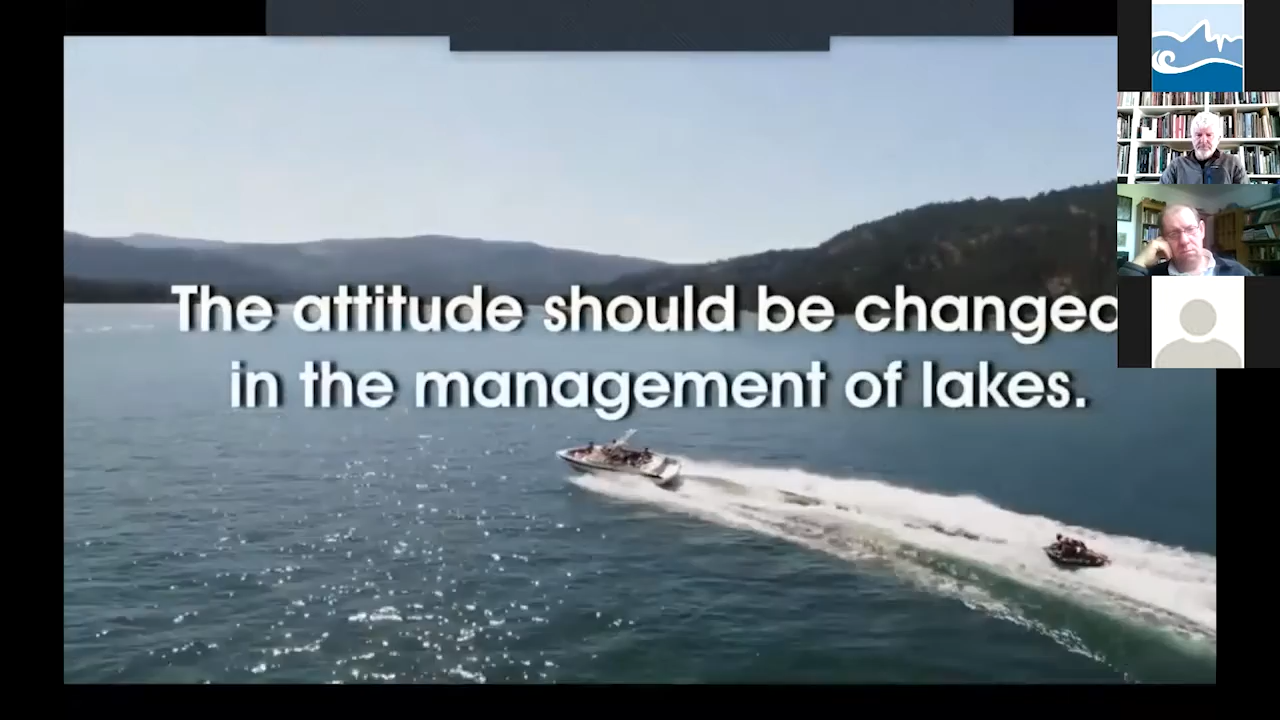 The attitude should be changed
in the management of lakes.